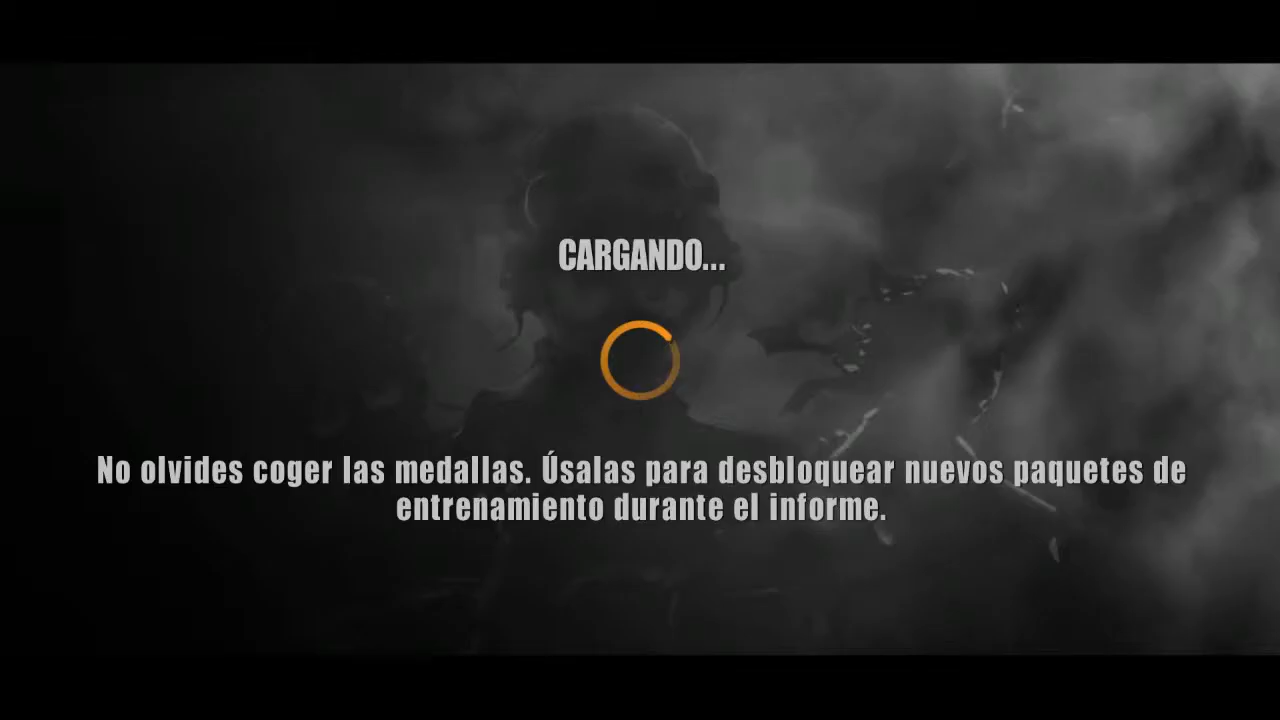 CARGANDO...
No olvides coger las medallas. Úsalas para desbloquear nuevos paquetes de
entrenamiento durante el informe.